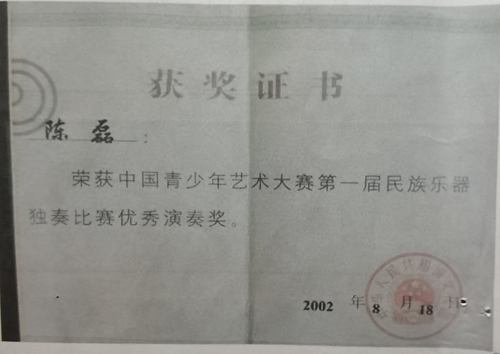 获奖证书
陈磊：
荣获中国青少年艺术大赛第一届民族乐器
独奏比赛优秀演奏奖。
2002 年 8 月 18 日